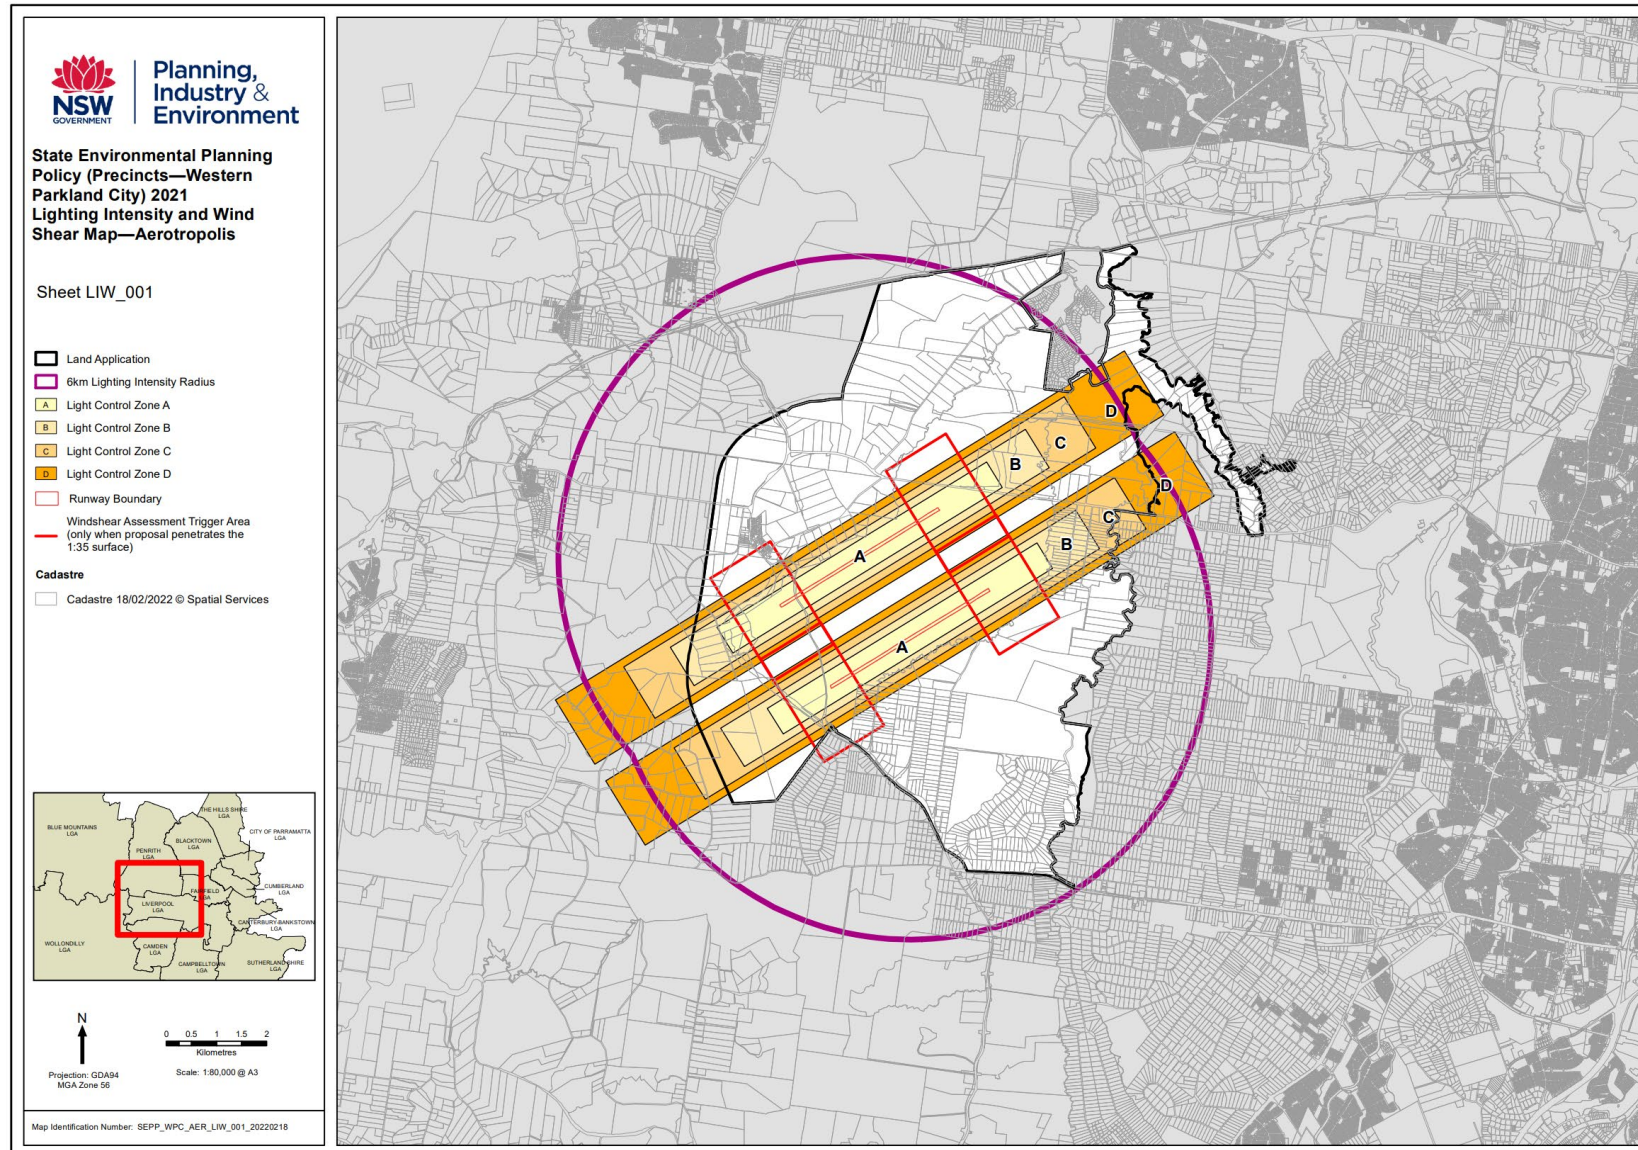 NSW
GOVERNMENT
Planning,
Industry &
Environment
State Environmental Planning
Policy (Precincts—Western
Parkland City) 2021
Lighting Intensity and Wind
Shear Map—Aerotropolis
Sheet LIW_001
Land Application
6km Lighting Intensity Radius
A Light Control Zone A
B Light Control Zone B
C Light Control Zone C
D Light Control Zone D
Runway Boundary
Windshear Assessment Trigger Area
(only when proposal penetrates the
1:35 surface)
Cadastre
Cadastre 18/02/2022 © Spatial Services
THE HILLS SHIRE
LGA
BLUE MOUNTAINS
LGA
CITY OF PARRAMATTA
LGA
BLACKTOWN
LGA
PENRITH
LGA
CUMBERLAND
LGA
FAIRFIELD
LGA
LIVERPOOL
LGA
CANTERBURY-BANKSTOWN
LGA
WOLLONDILLY
LGA
CAMDEN
LGA
CAMPBELLTOWN
LGA
SUTHERLAND SHIRE
LGA
N
0 0.5 1 1.5 2
Kilometres
Projection: GDA94
MGA Zone 56
Scale: 1:80,000 @ A3
Map Identification Number: SEPP_WPC_AER_LIW_001_20220218
D
C
B
D
C
B
A
A